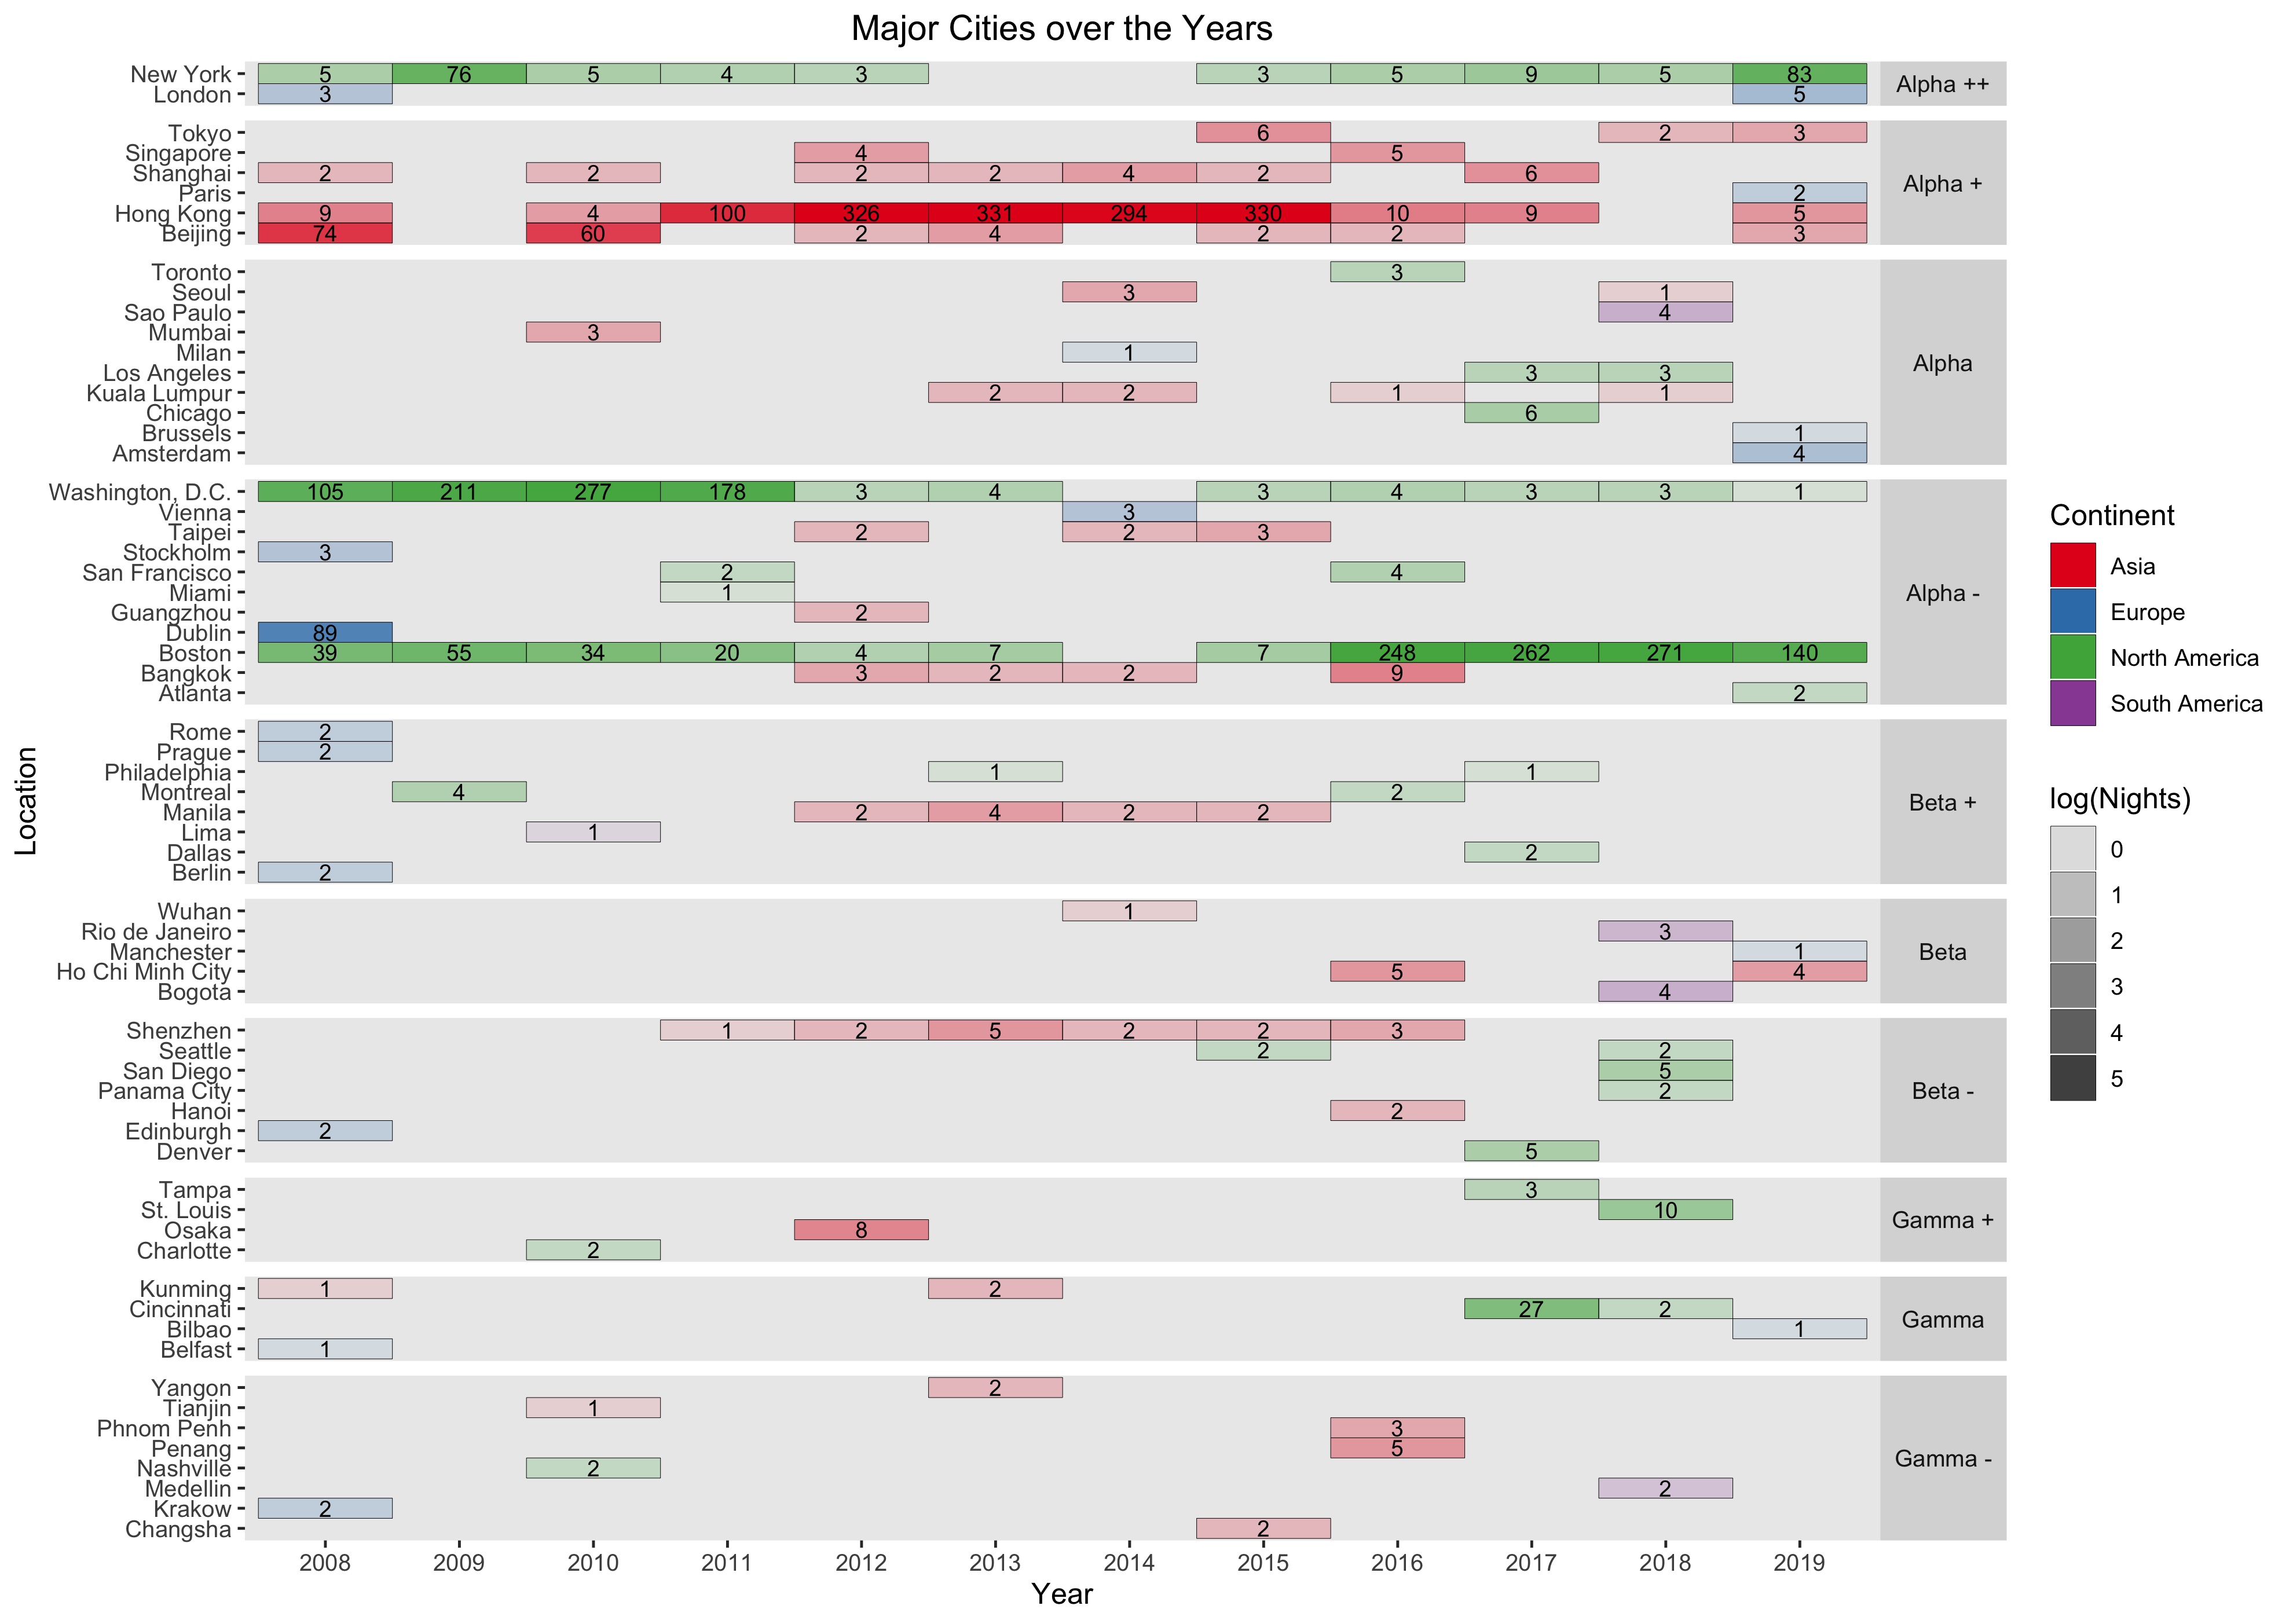 Major Cities over the Years
New York 5 76 5 4 3 3 5 9 5 83
London 3 5
Alpha ++
Tokyo 6 2 3
Singapore 4 5
Shanghai 2 2 2 2 4 2 6
Paris 2
Hong Kong 9 4 100 326 331 294 330 10 9 5
Beijing 74 60 2 4 2 2 3
Alpha +
Toronto 3
Seoul 3 1
Sao Paulo 4
Mumbai 3
Milan 1
Los Angeles 3 3
Kuala Lumpur 2 2 1 1
Chicago 6
Brussels 1
Amsterdam 4
Alpha
Washington, D.C. 105 211 277 178 3 4 3 4 3 3 1
Vienna 3
Taipei 2 2 3
Stockholm 3
San Francisco 2 4
Miami 1
Guangzhou 2
Dublin 89
Boston 39 55 34 20 4 7 7 248 262 271 140
Bangkok 3 2 2 9
Atlanta 2
Alpha -
Rome 2
Prague 2
Philadelphia 1 1
Montreal 4 2
Manila 2 4 2 2
Lima 1
Dallas 2
Berlin 2
Beta +
Wuhan 1
Rio de Janeiro 3
Manchester 1
Ho Chi Minh City 5 4
Bogota 4
Beta
Shenzhen 1 2 5 2 2 3
Seattle 2 2
San Diego 5
Panama City 2
Hanoi 2
Edinburgh 2
Denver 5
Beta -
Tampa 3
St. Louis 10
Osaka 8
Charlotte 2
Gamma +
Kunming 1 2
Cincinnati 27 2
Bilbao 1
Belfast 1
Gamma
Yangon 2
Tianjin 1
Phnom Penh 3
Penang 5
Nashville 2
Medellin 2
Krakow 2
Changsha 2
Gamma -
2008 2009 2010 2011 2012 2013 2014 2015 2016 2017 2018 2019
Year
Location
Continent
Asia
Europe
North America
South America
log(Nights)
0
1
2
3
4
5